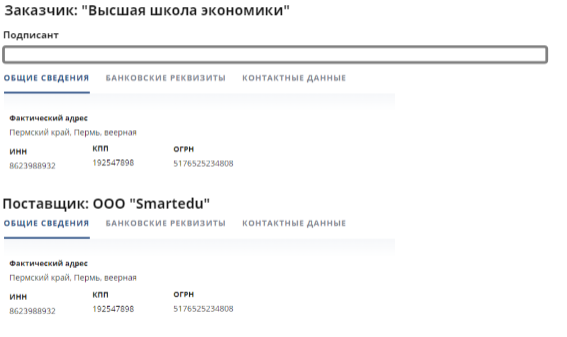 Заказчик: "Высшая школа экономики"
Подписант
ОБЩИЕ СВЕДЕНИЯ БАНКОВСКИЕ РЕКВИЗИТЫ КОНТАКТНЫЕ ДАННЫЕ
Фактический адрес
Пермский край, Пермь, веерная
ИНН КПП ОГРН
8623988932 192547898 5176525234808
Поставщик: ООО "Smartedu"
ОБЩИЕ СВЕДЕНИЯ БАНКОВСКИЕ РЕКВИЗИТЫ КОНТАКТНЫЕ ДАННЫЕ
Фактический адрес
Пермский край, Пермь, веерная
ИНН КПП ОГРН
8623988932 192547898 5176525234808